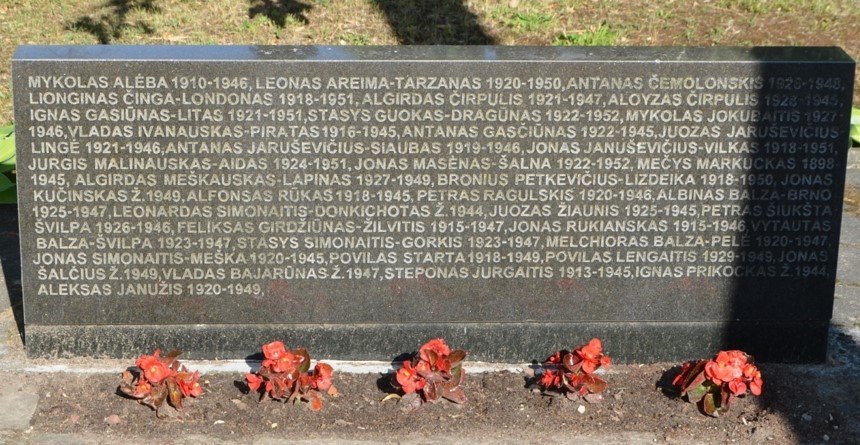 MYKOLAS ALĖBA 1910-1946, LEONAS AREIMA-TARZANAS 1920-1950, ANTANAS ČEMOLONSKIS 1926-1948,
LIONGINAS ČINGA-LONDONAS 1918-1951, ALGIRDAS ČIRPULIS 1921-1947, ALOYZAS ČIRPULIS 1928-1945,
IGNAS GASIŪNAS-LITAS 1921-1951, STASYS GUOKAS-DRAGŪNAS 1922-1952, MYKOLAS JOKUBAITIS 1927-
1946, VLADAS IVANAUSKAS-PIRATAS 1916-1945, ANTANAS GASČIŪNAS 1922-1945, JUOZAS JARUŠEVIČIUS
LINGĖ 1921-1946, ANTANAS JARUŠEVIČIUS-SIAUBAS 1919-1946, JONAS JANUŠEVIČIUS-VILKAS 1918-1951,
JURGIS MALINAUSKAS-AIDAS 1924-1951, JONAS MASĖNAS-ŠALNA 1922-1952, MEČYS MARKUCKAS 1898-
1945, ALGIRDAS MEŠKAUSKAS-LAPINAS 1927-1949, BRONIUS PETKEVIČIUS-LIZDEIKA 1918-1950, JONAS
KUČINSKAS Ž.1949, ALFONSAS RŪKAS 1918-1945, PETRAS RAGULSKIS 1920-1946, ALBINAS BALZA-BRNO
1925-1947, LEONARDAS SIMONAITIS-DONKICHOTAS Ž.1944, JUOZAS ŽIAUNIS 1925-1945, PETRAS ŠIUKŠTA
ŠVILPA 1926-1946, FELIKSAS GIRDŽIŪNAS-ŽILVITIS 1915-1947, JONAS RUKIANSKAS 1915-1946, VYTAUTAS
BALZA-ŠVILPA 1923-1947, STASYS SIMONAITIS-GORKIS 1923-1947, MELCHIORAS BALZA-PELĖ 1920-1947,
JONAS SIMONAITIS-MEŠKA 1920-1945, POVILAS STARTA 1918-1949, POVILAS LENGAITIS 1929-1949, JONAS
ŠALČIUS Ž.1949, VLADAS BAJARŪNAS Ž.1947, STEPONAS JURGAITIS 1913-1945, IGNAS PRIKOCKAS Ž.1944,
ALEKSAS JANUŽIS 1920-1949,